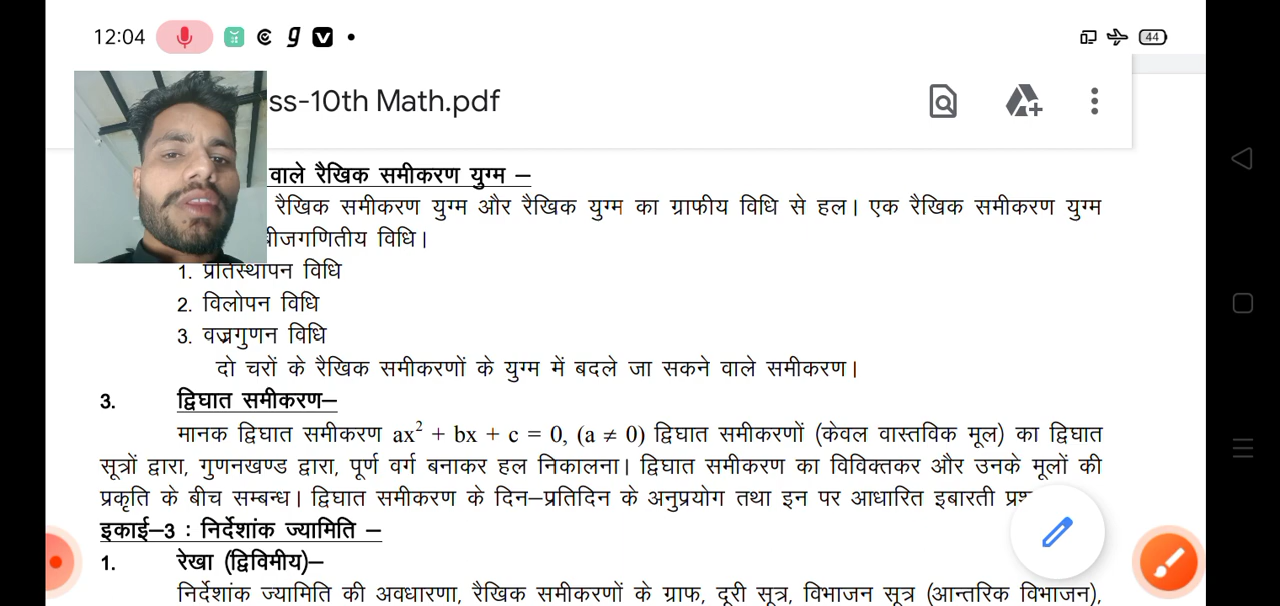 12:04
44
ss-10th Math.pdf
वाले रैखिक समीकरण युग्म –
रैखिक समीकरण युग्म और रैखिक युग्म का ग्राफीय विधि से हल। एक रैखिक समीकरण युग्म
बीजगणितीय विधि।
1. प्रतिस्थापन विधि
2. विलोपन विधि
3. वज्रगुणन विधि
दो चरों के रैखिक समीकरणों के युग्म में बदले जा सकने वाले समीकरण।
3. द्विघात समीकरण–
मानक द्विघात समीकरण ax² + bx + c = 0, (a ≠ 0) द्विघात समीकरणों (केवल वास्तविक मूल) का द्विघात
सूत्रों द्वारा, गुणनखण्ड द्वारा, पूर्ण वर्ग बनाकर हल निकालना। द्विघात समीकरण का विविक्तकर और उनके मूलों की
प्रकृति के बीच सम्बन्ध। द्विघात समीकरण के दिन–प्रतिदिन के अनुप्रयोग तथा इन पर आधारित इबारती
इकाई–3 : निर्देशांक ज्यामिति –
1. रेखा (द्विविमीय)–
निर्देशांक ज्यामिति की अवधारणा, रैखिक समीकरणों के ग्राफ, दूरी सूत्र, विभाजन सूत्र (आन्तरिक विभाजन),